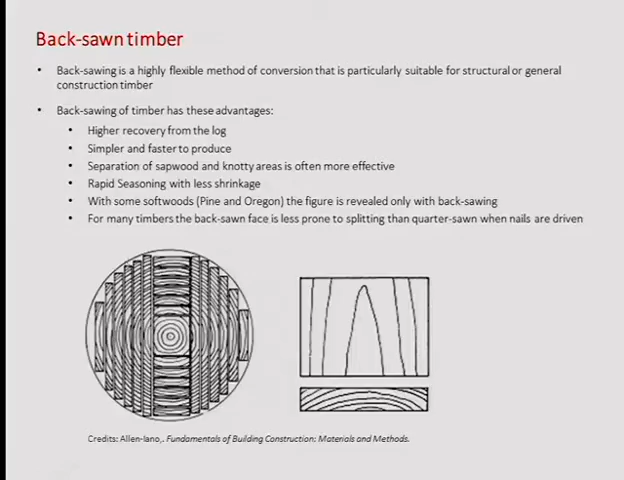 Back-sawn timber
• Back-sawing is a highly flexible method of conversion that is particularly suitable for structural or general
construction timber
• Back-sawing of timber has these advantages:
• Higher recovery from the log
• Simpler and faster to produce
• Separation of sapwood and knotty areas is often more effective
• Rapid Seasoning with less shrinkage
• With some softwoods (Pine and Oregon) the figure is revealed only with back-sawing
• For many timbers the back-sawn face is less prone to splitting than quarter-sawn when nails are driven
Credits: Allen-Iano,. Fundamentals of Building Construction: Materials and Methods.